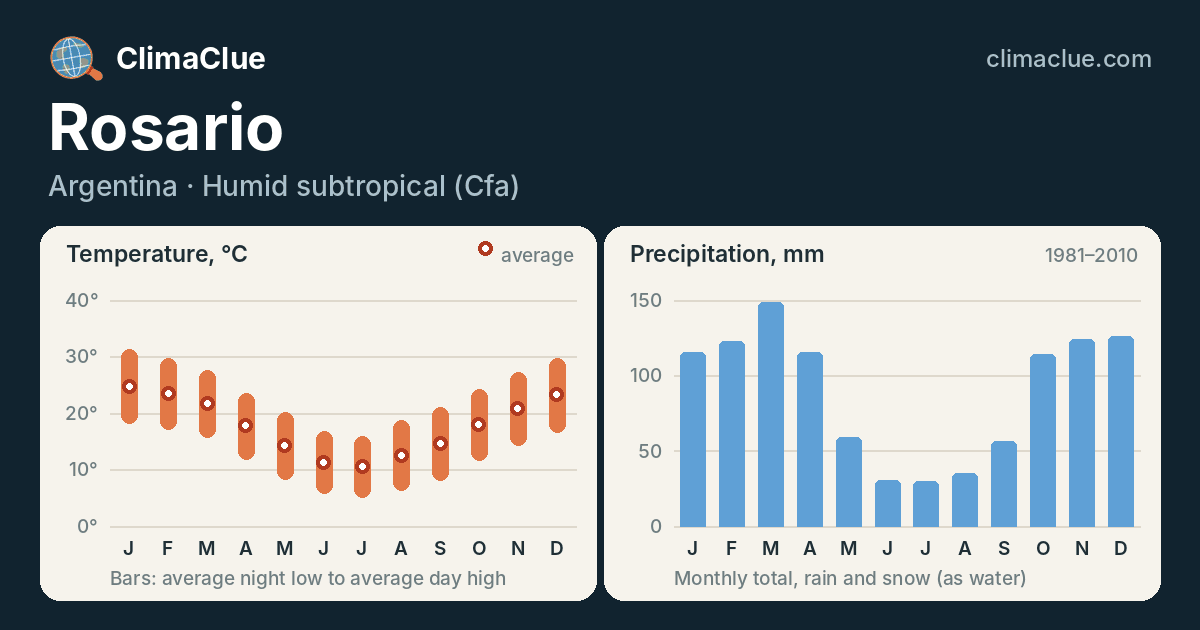 ClimaClue
climaclue.com
Rosario
Argentina · Humid subtropical (Cfa)
Temperature, °C
average
40°
30°
20°
10°
0°
J F M A M J J A S O N D
Bars: average night low to average day high
Precipitation, mm
1981–2010
150
100
50
0
J F M A M J J A S O N D
Monthly total, rain and snow (as water)